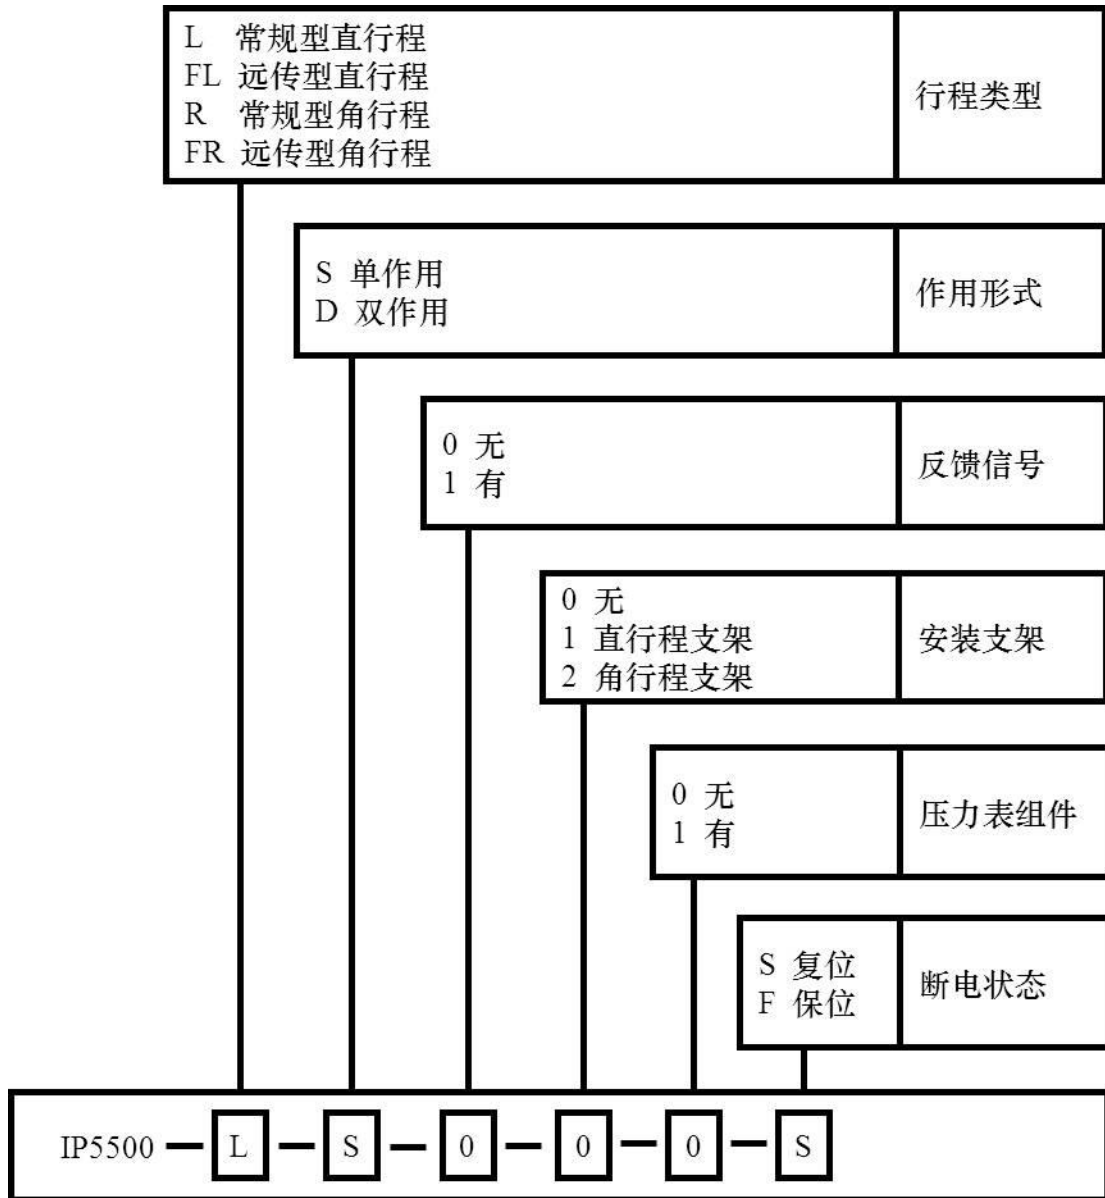 L 常规型直行程
FL 远传型直行程
R 常规型角行程
FR 远传型角行程
行程类型
S 单作用
D 双作用
作用形式
0 无
1 有
反馈信号
0 无
1 直行程支架
2 角行程支架
安装支架
0 无
1 有
压力表组件
S 复位
F 保位
断电状态
IP5500 — L — S — 0 — 0 — 0 — S